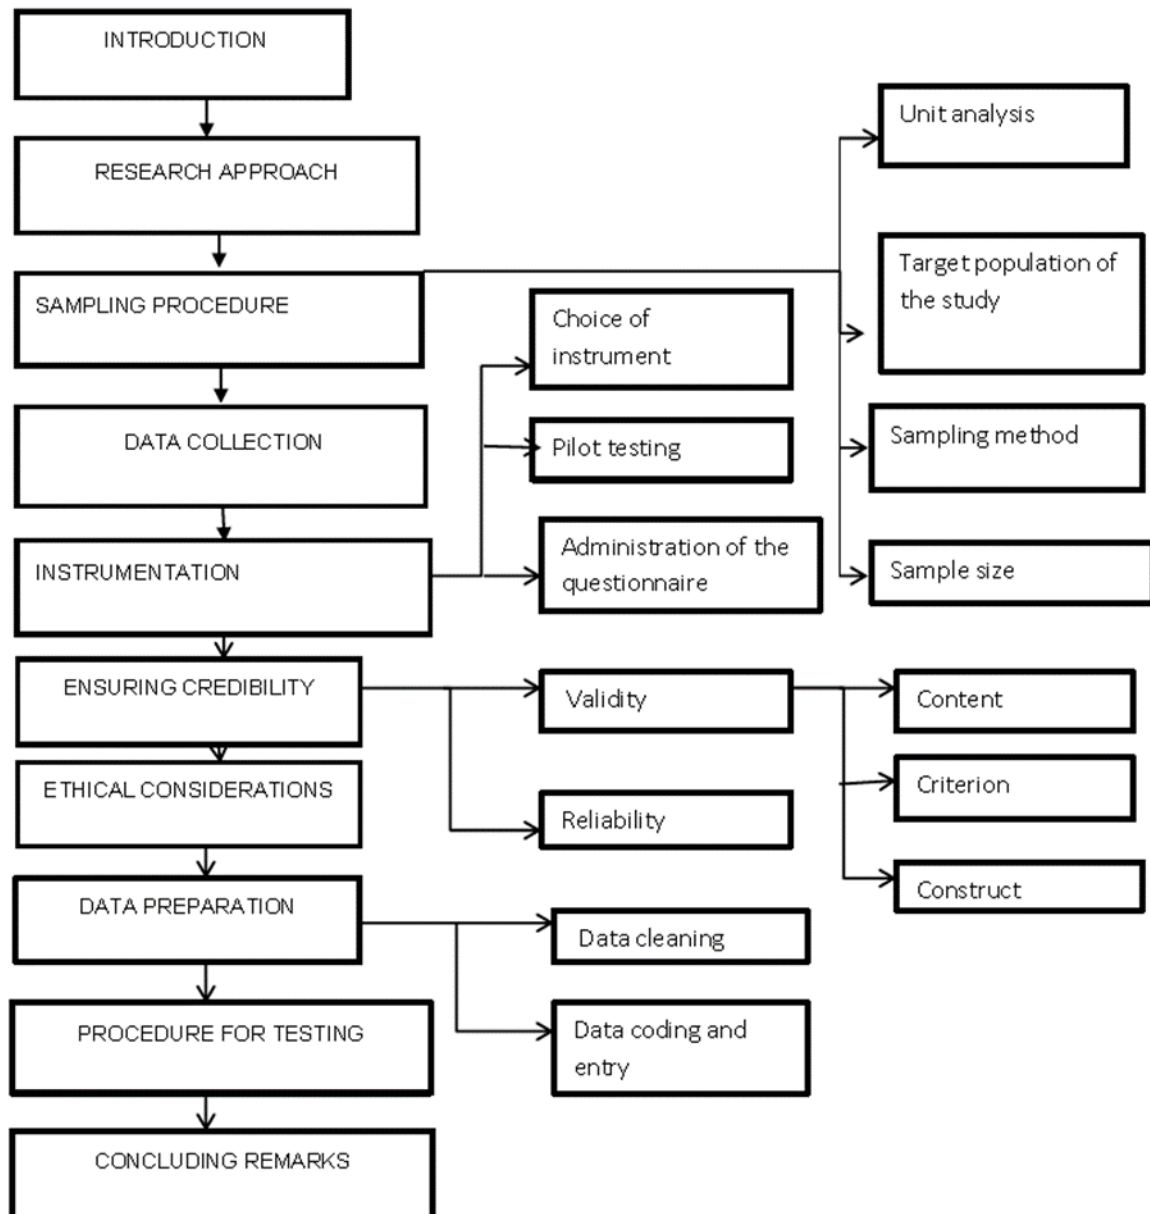 INTRODUCTION
RESEARCH APPROACH
SAMPLING PROCEDURE
Unit analysis
Target population of
the study
Sampling method
Sample size
DATA COLLECTION
INSTRUMENTATION
Choice of
instrument
Pilot testing
Administration of the
questionnaire
ENSURING CREDIBILITY
Validity
Content
Criterion
Construct
Reliability
ETHICAL CONSIDERATIONS
DATA PREPARATION
Data cleaning
Data coding and
entry
PROCEDURE FOR TESTING
CONCLUDING REMARKS